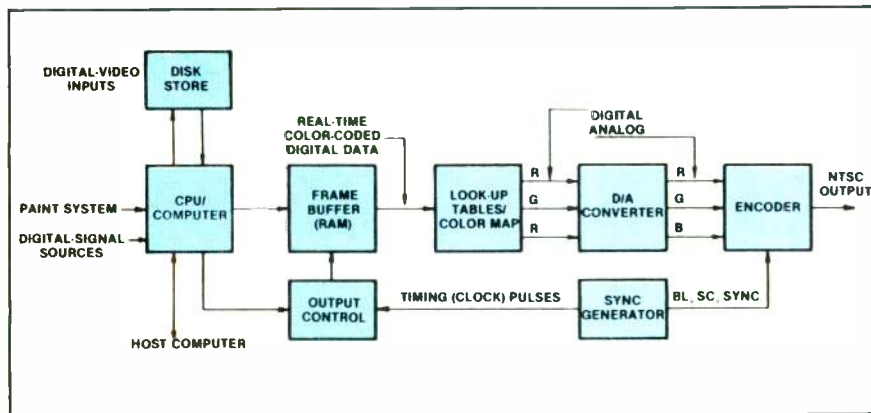 DIGITAL-VIDEO
INPUTS
DISK
STORE
REAL-TIME
COLOR-CODED
DIGITAL DATA
DIGITAL
ANALOG
PAINT SYSTEM
DIGITAL-SIGNAL
SOURCES
CPU/
COMPUTER
FRAME
BUFFER
(RAM)
LOOK-UP
TABLES/
COLOR MAP
R
G
R
D/A
CONVERTER
R
G
B
ENCODER
NTSC
OUTPUT
HOST COMPUTER
OUTPUT
CONTROL
TIMING (CLOCK) PULSES
SYNC
GENERATOR
BL, SC, SYNC